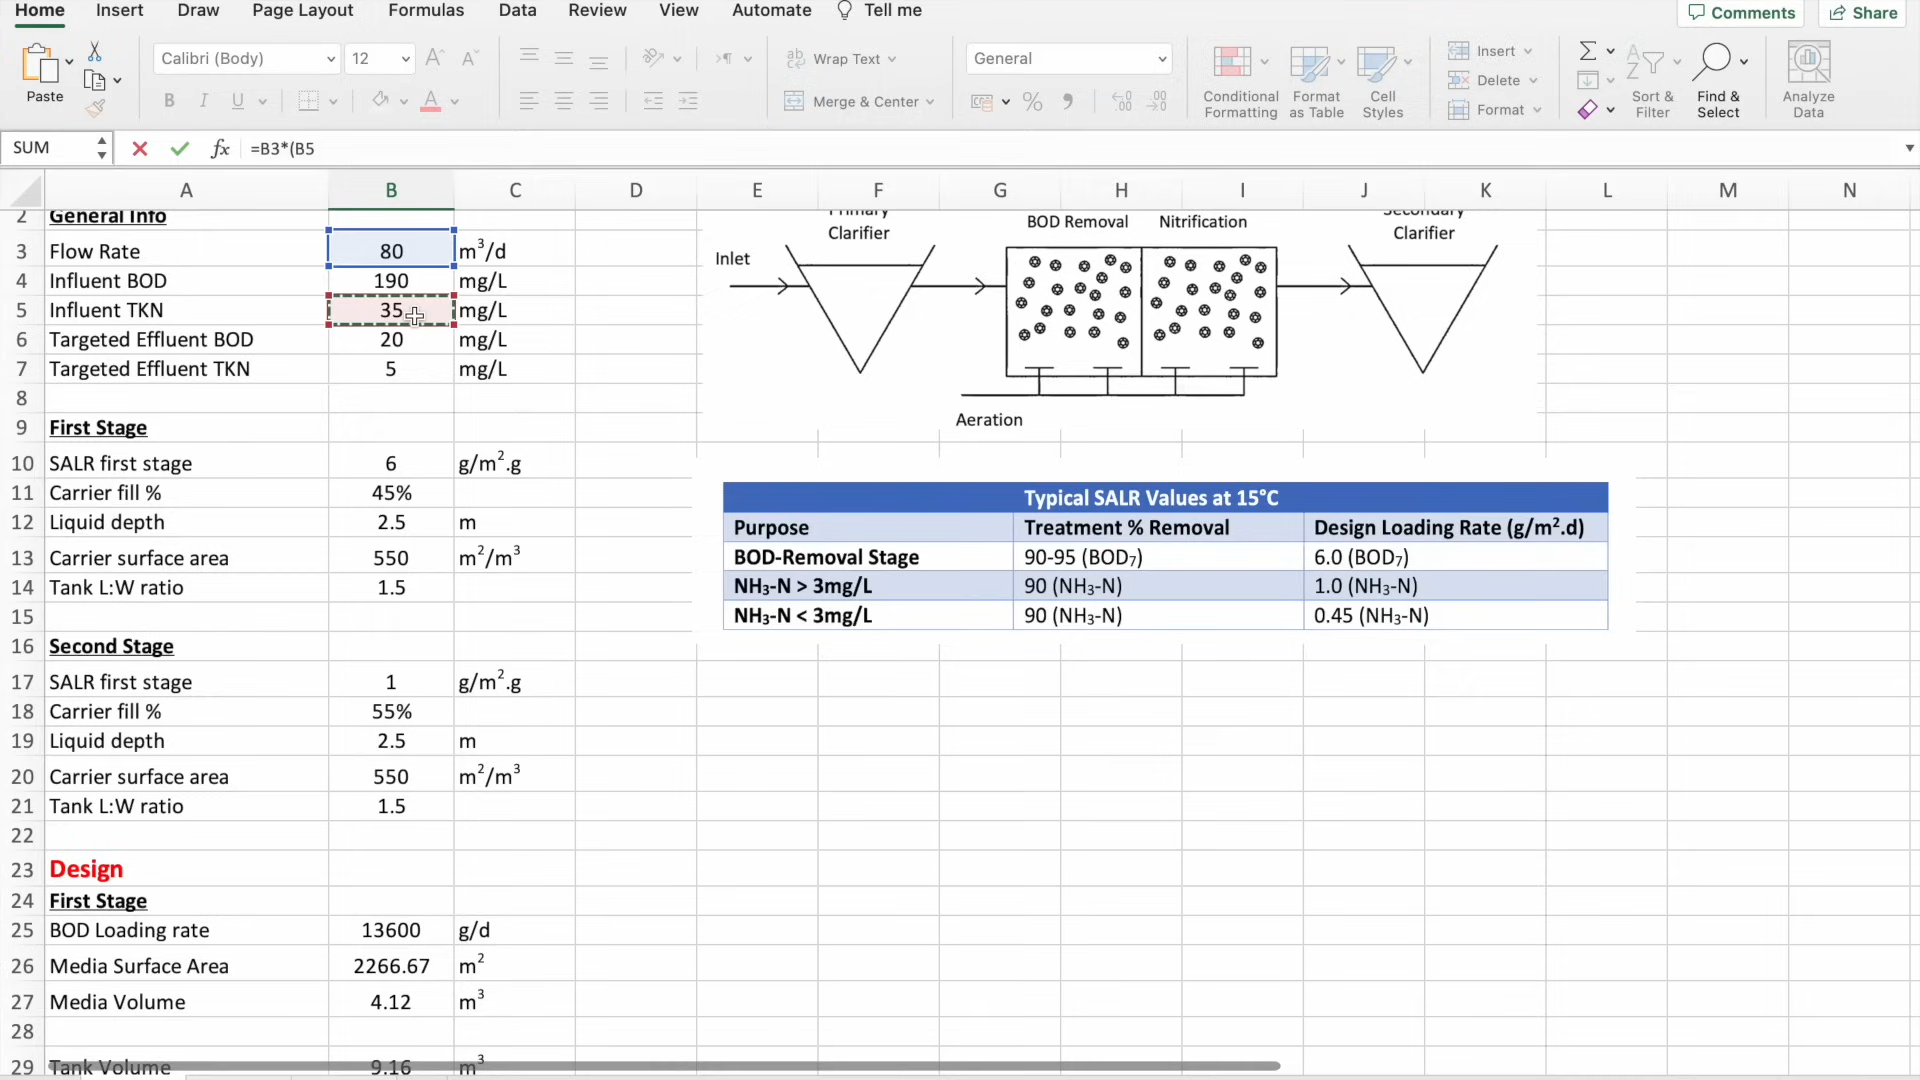 Home Insert Draw Page Layout Formulas Data Review View Automate Tell me Comments Share
Paste Calibri (Body) 12 Wrap Text Merge & Center General Conditional Formatting Format as Table Cell Styles Insert Delete Format Sort & Filter Find & Select Analyze Data
SUM fx =B3*(B5
A B C D E F G H I J K L M N
2 General Info
3 Flow Rate 80 m³/d
4 Influent BOD 190 mg/L
5 Influent TKN 35 mg/L
6 Targeted Effluent BOD 20 mg/L
7 Targeted Effluent TKN 5 mg/L
8
9 First Stage
10 SALR first stage 6 g/m².g
11 Carrier fill % 45%
12 Liquid depth 2.5 m
13 Carrier surface area 550 m²/m³
14 Tank L:W ratio 1.5
15
16 Second Stage
17 SALR first stage 1 g/m².g
18 Carrier fill % 55%
19 Liquid depth 2.5 m
20 Carrier surface area 550 m²/m³
21 Tank L:W ratio 1.5
22
23 Design
24 First Stage
25 BOD Loading rate 13600 g/d
26 Media Surface Area 2266.67 m²
27 Media Volume 4.12 m³
28
29 Tank Volume 9.16 m³
Inlet
Primary Clarifier
BOD Removal Nitrification
Secondary Clarifier
Aeration
Typical SALR Values at 15°C
Purpose Treatment % Removal Design Loading Rate (g/m².d)
BOD-Removal Stage 90-95 (BOD₇) 6.0 (BOD₇)
NH₃-N > 3mg/L 90 (NH₃-N) 1.0 (NH₃-N)
NH₃-N < 3mg/L 90 (NH₃-N) 0.45 (NH₃-N)